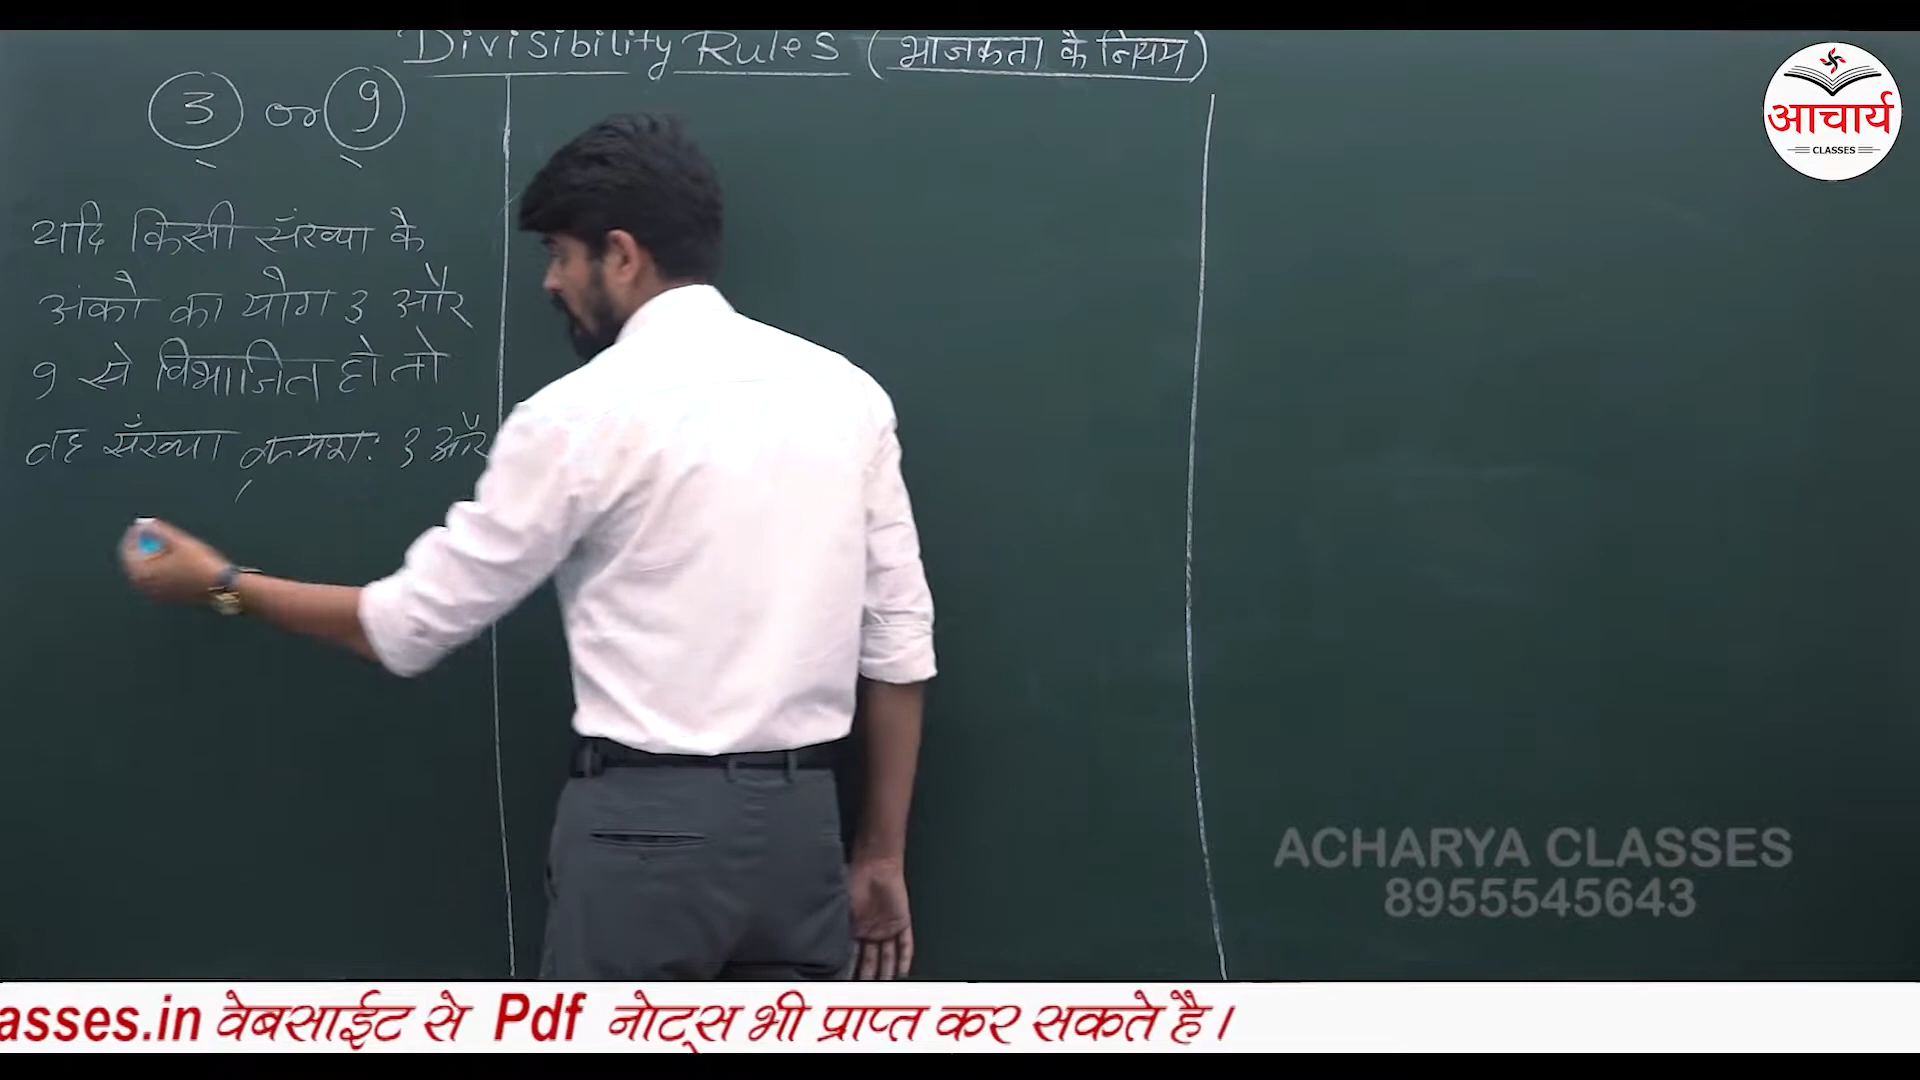 Divisibility Rules (भाजकता के नियम)
3 or 9
यदि किसी संख्या के
अंको का योग 3 और
9 से विभाजित हो तो
वह संख्या क्रमश: 3 और
आचार्य
CLASSES
ACHARYA CLASSES
8955545643
asses.in वेबसाईट से Pdf नोट्स भी प्राप्त कर सकते है।